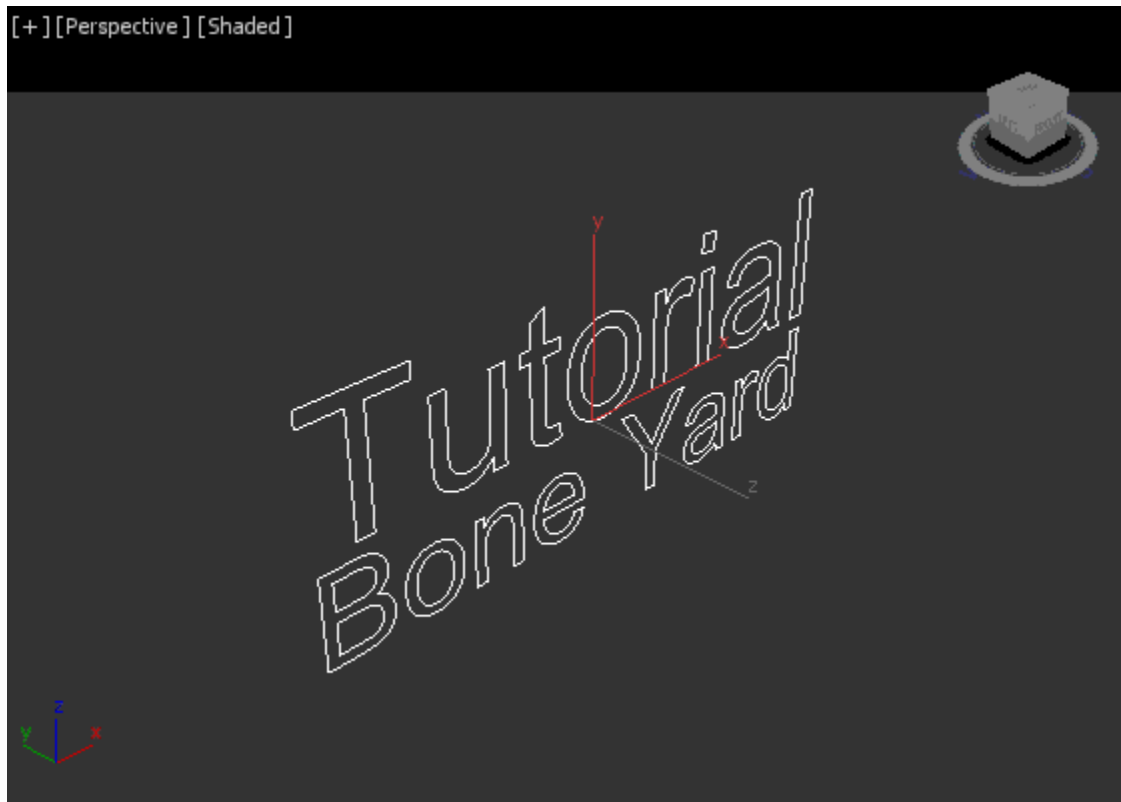 [+][Perspective][Shaded]
y
Tutorial
x
Bone Yard
z
z
y x